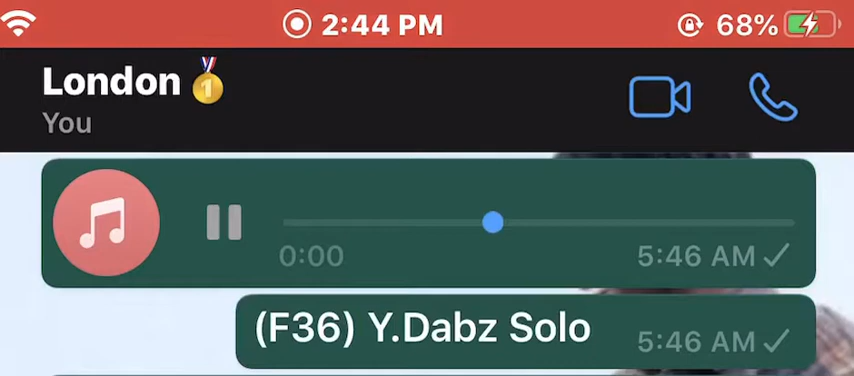 2:44 PM 68%
London 🥇
You
0:00 5:46 AM
(F36) Y.Dabz Solo 5:46 AM